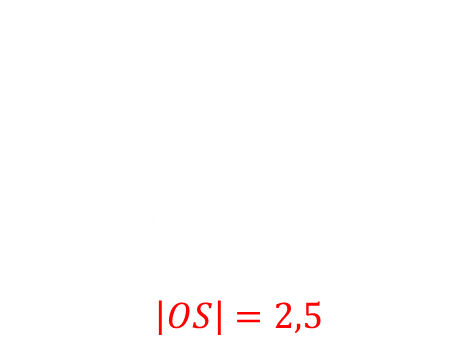 |OS| = 2,5